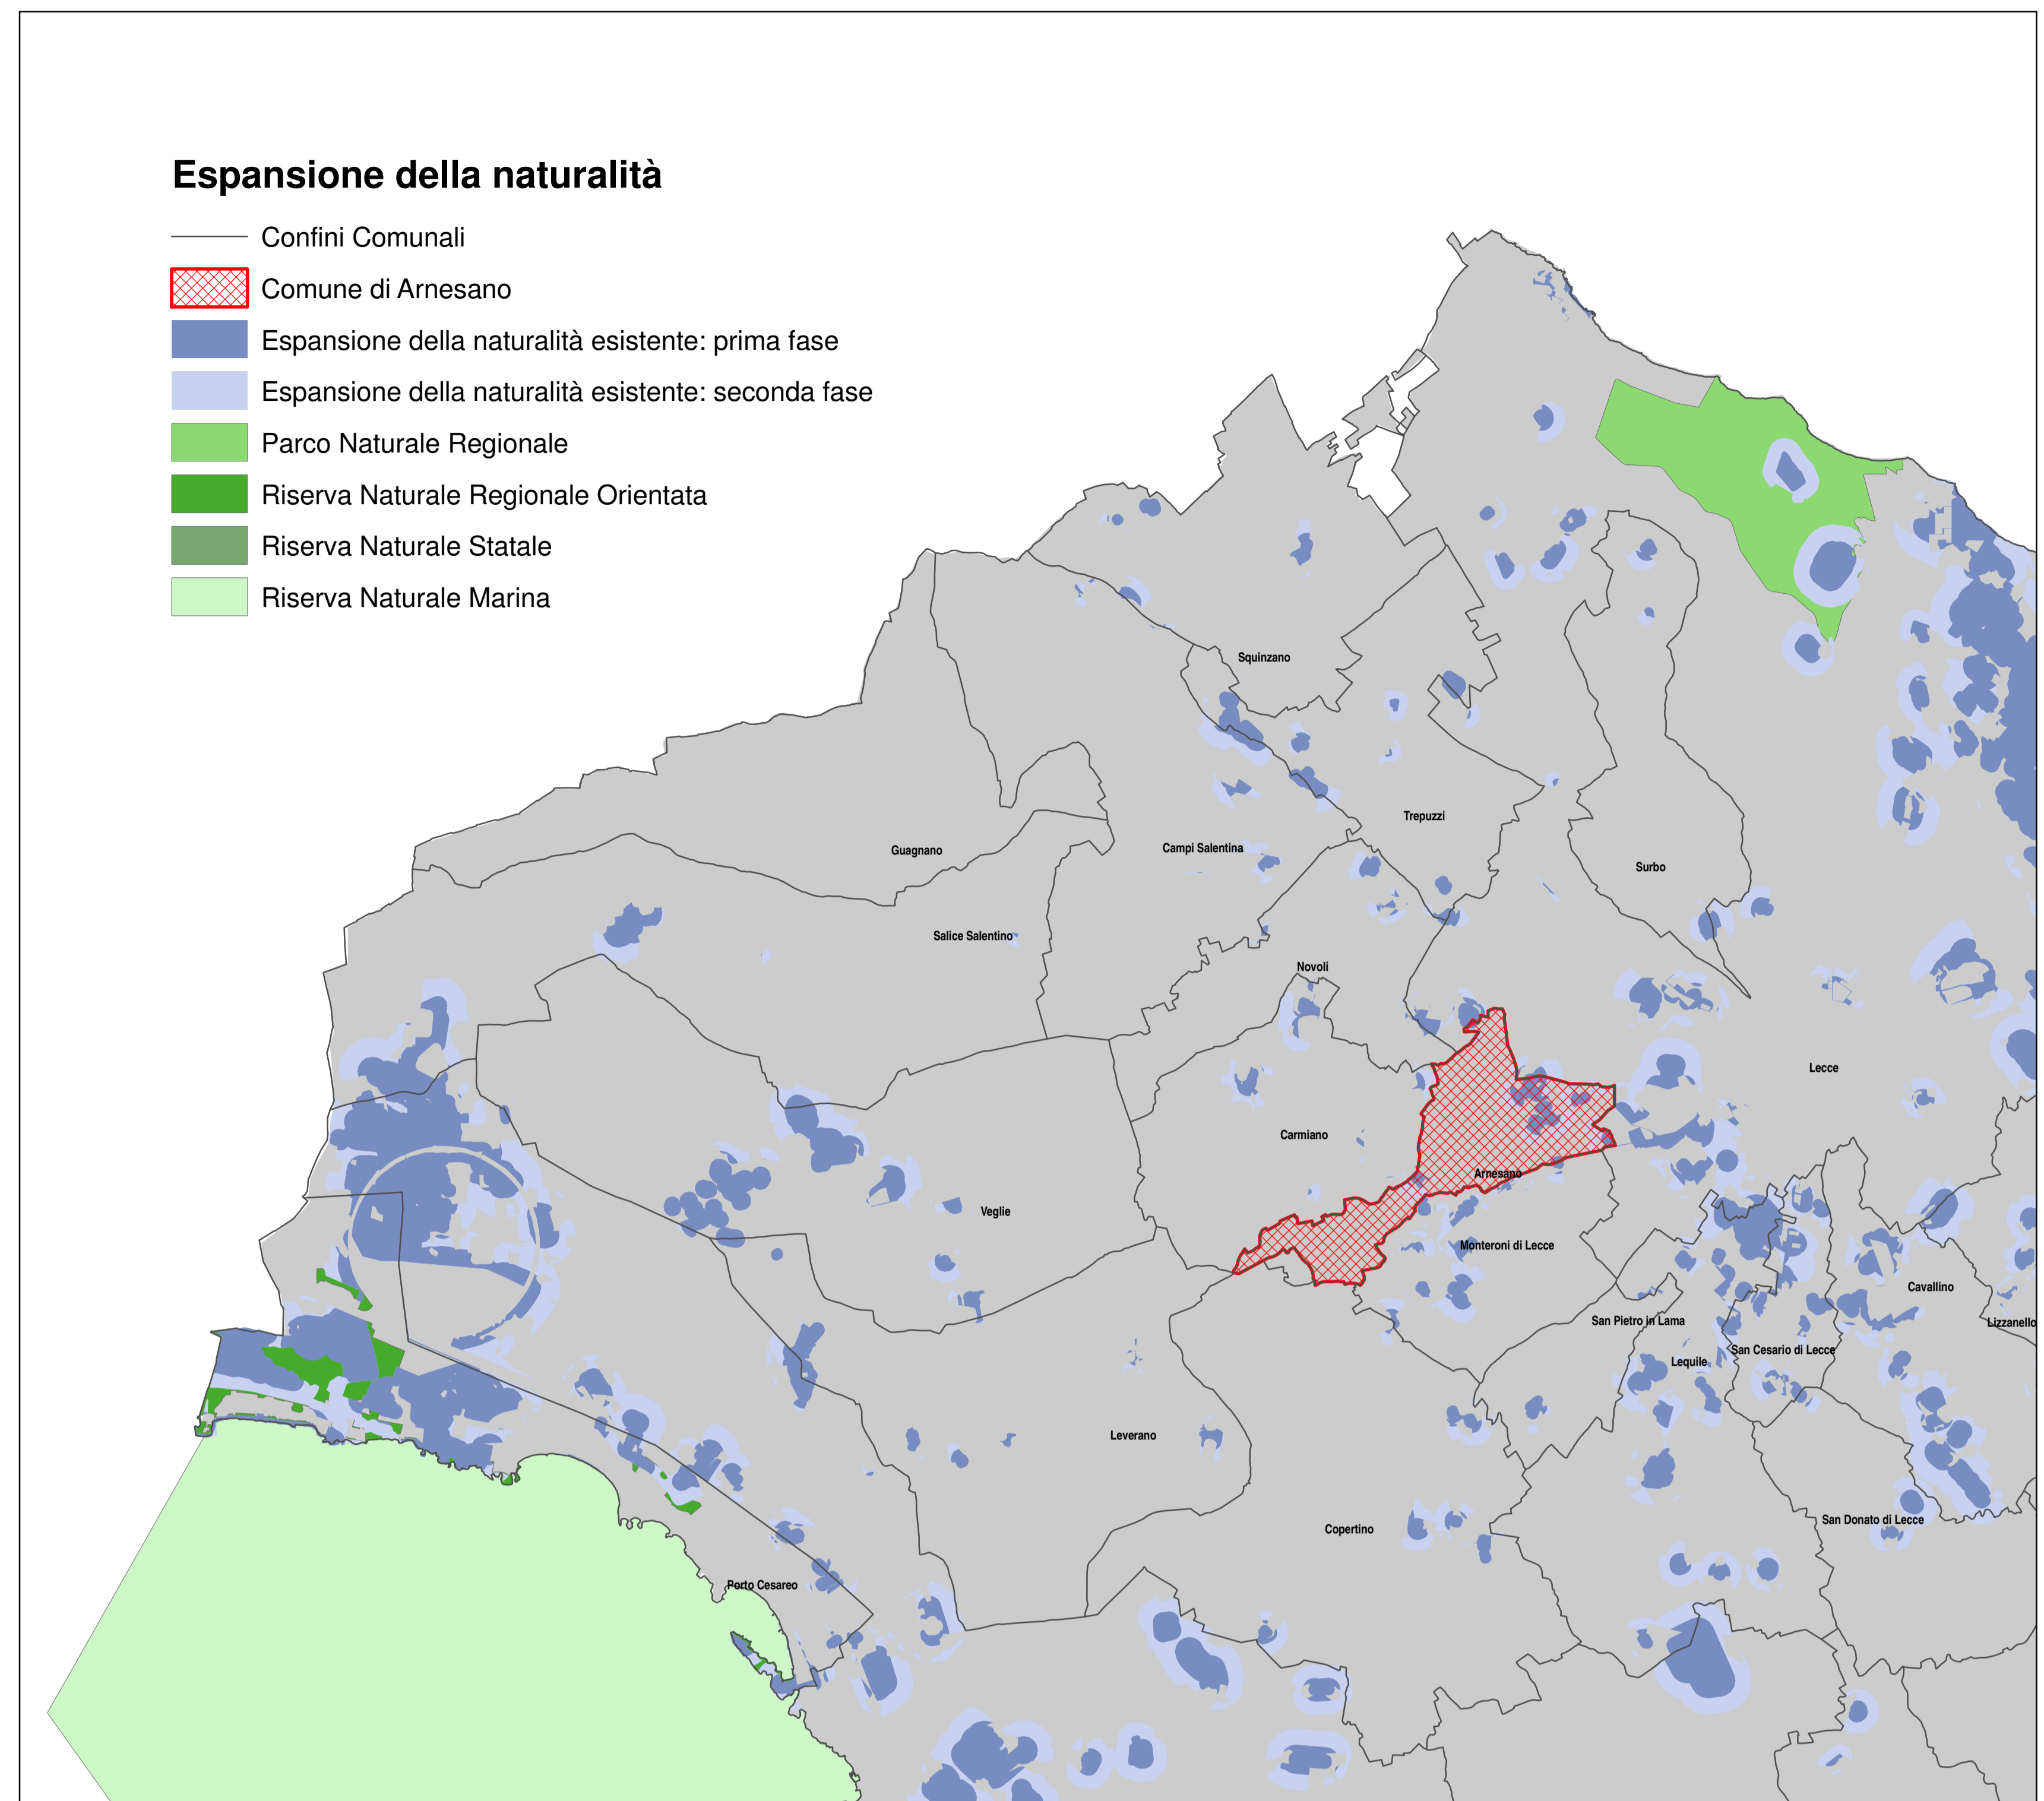 Espansione della naturalità
Confini Comunali
Comune di Arnesano
Espansione della naturalità esistente: prima fase
Espansione della naturalità esistente: seconda fase
Parco Naturale Regionale
Riserva Naturale Regionale Orientata
Riserva Naturale Statale
Riserva Naturale Marina
Squinzano
Trepuzzi
Campi Salentina
Guagnano
Surbo
Salice Salentino
Novoli
Lecce
Carmiano
Arnesano
Veglie
Monteroni di Lecce
Cavallino
San Pietro in Lama
Lizzanello
San Cesario di Lecce
Lequile
Leverano
San Donato di Lecce
Copertino
Porto Cesareo